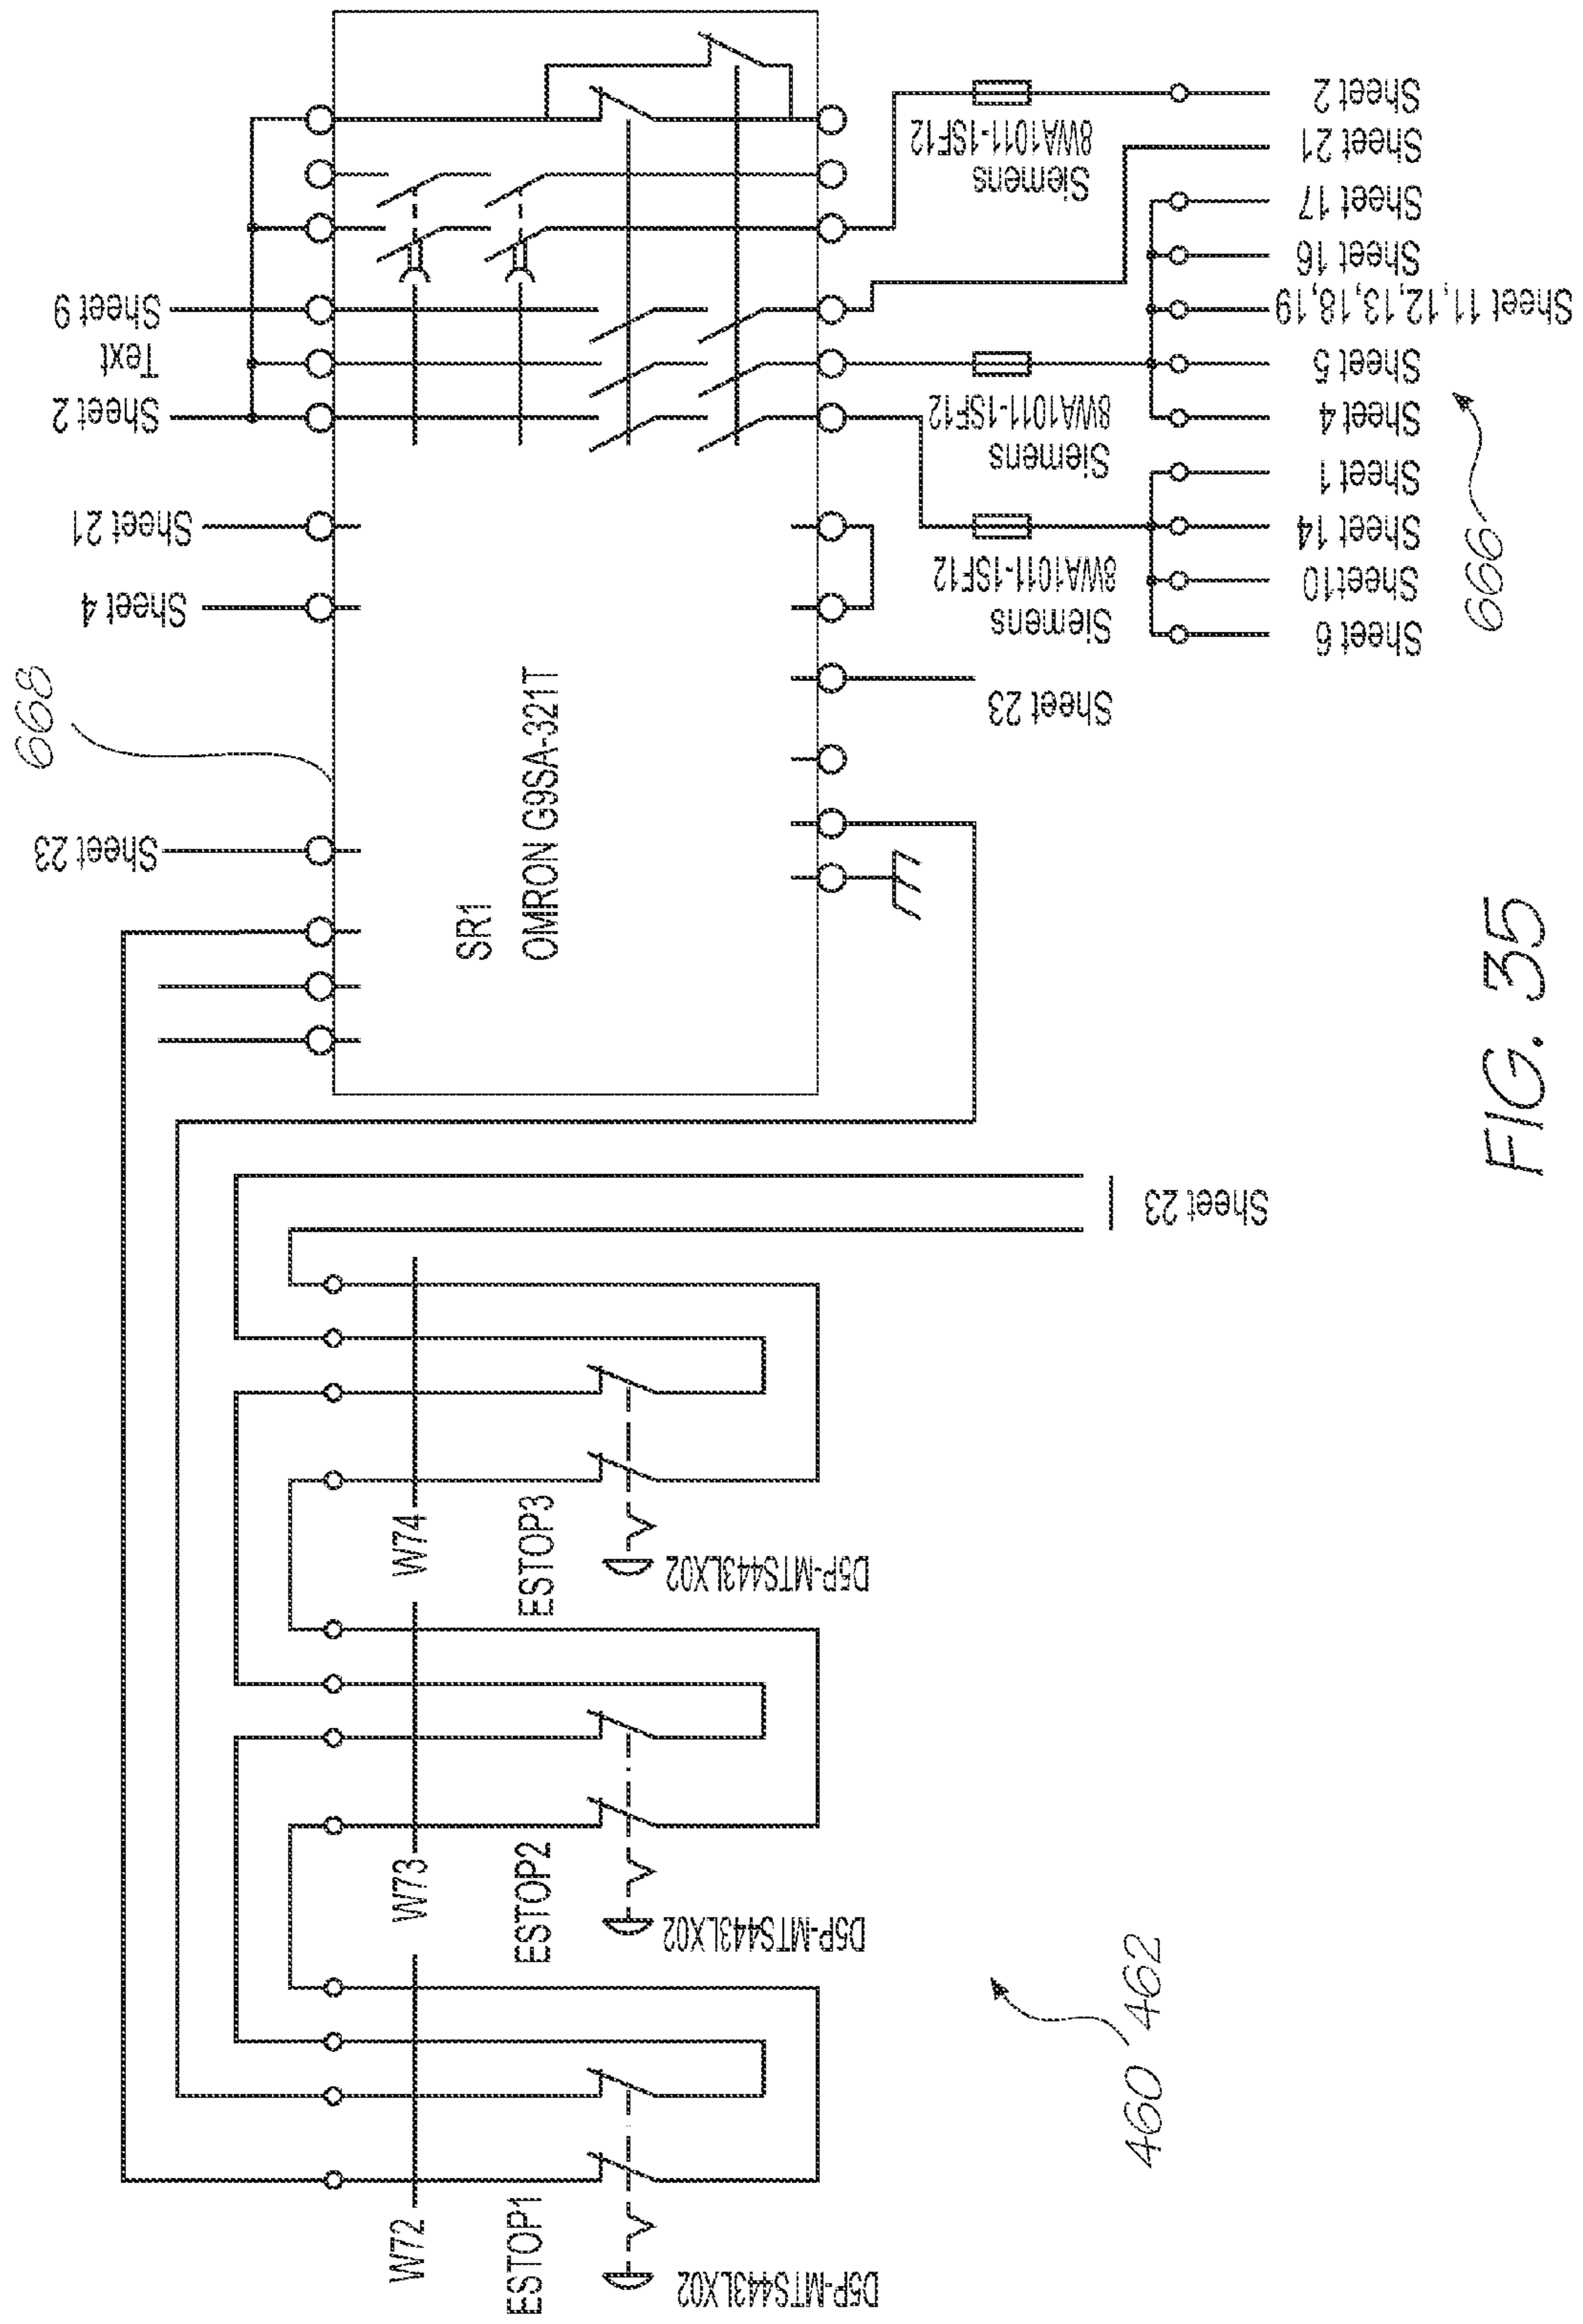 668
Sheet 23
Sheet 4
Sheet 21
Sheet 2
Text
Sheet 9
SR1
OMRON G9SA-321T
Sheet 23
Siemens
8WA1011-1SF12
Siemens
8WA1011-1SF12
Siemens
8WA1011-1SF12
Sheet 6
Sheet10
Sheet 14
Sheet 1
Sheet 4
Sheet 5
Sheet 11,12,13,18,19
Sheet 16
Sheet 17
Sheet 21
Sheet 2
666
W72
W73
W74
ESTOP1
ESTOP2
ESTOP3
D5P-MTS443LX02
D5P-MTS443LX02
D5P-MTS443LX02
Sheet 23
460 462
FIG. 35